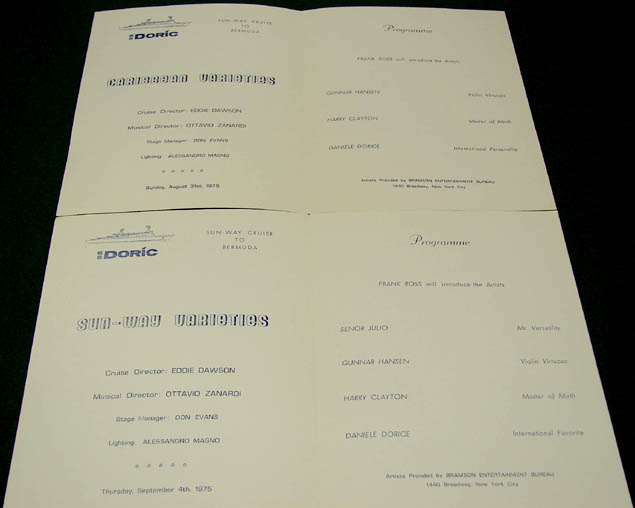 SS DORIC
SUN-WAY CRUISE
TO
BERMUDA
CARIBBEAN VARIETIES
Cruise Director: EDDIE DAWSON
Musical Director: OTTAVIO ZANARDI
Stage Manager: DON EVANS
Lighting: ALESSANDRO MAGNO
* * * * *
Sunday, August 31st, 1975
Programme
FRANK ROSS will introduce the Artists
GUNNAR HANSEN Violin Virtuoso
HARRY CLAYTON Master of Mirth
DANIELE DORICE International Personality
Artists Provided by BRAMSON ENTERTAINMENT BUREAU
1440 Broadway, New York City
SS DORIC
SUN-WAY CRUISE
TO
BERMUDA
SUN-WAY VARIETIES
Cruise Director: EDDIE DAWSON
Musical Director: OTTAVIO ZANARDI
Stage Manager: DON EVANS
Lighting: ALESSANDRO MAGNO
* * * * *
Thursday, September 4th, 1975
Programme
FRANK ROSS will introduce the Artists
SENOR JULIO Mr. Versatility
GUNNAR HANSEN Violin Virtuoso
HARRY CLAYTON Master of Mirth
DANIELE DORICE International Favorite
Artists Provided by BRAMSON ENTERTAINMENT BUREAU
1440 Broadway, New York City